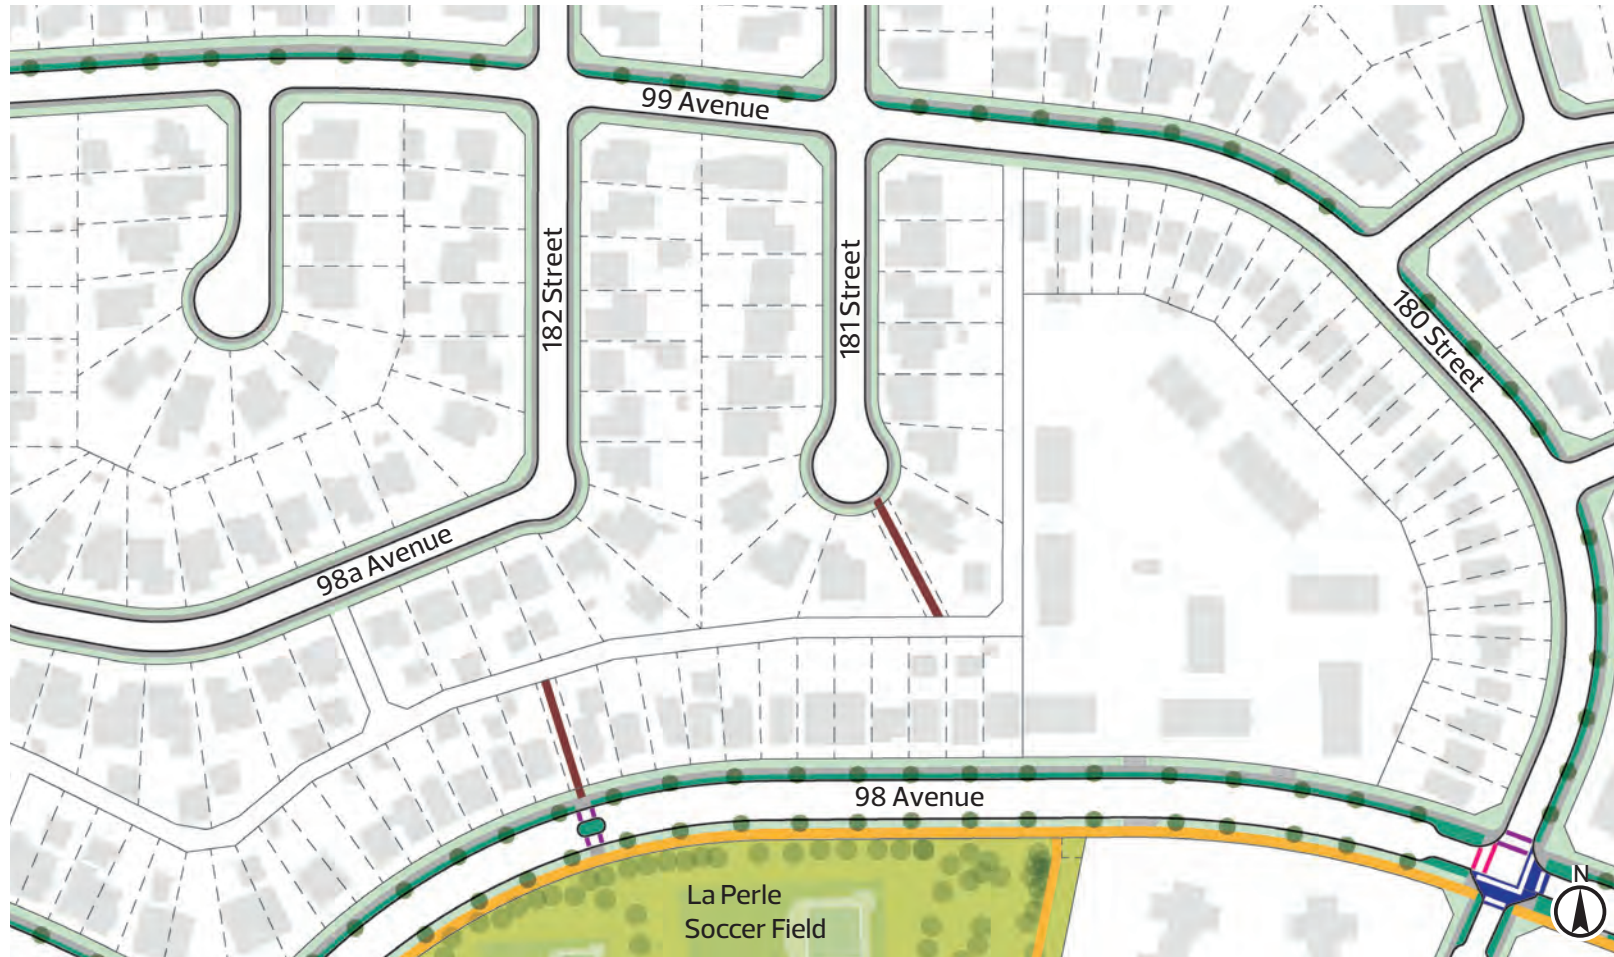 99 Avenue
182 Street
181 Street
180 Street
98a Avenue
98 Avenue
La Perle
Soccer Field
N